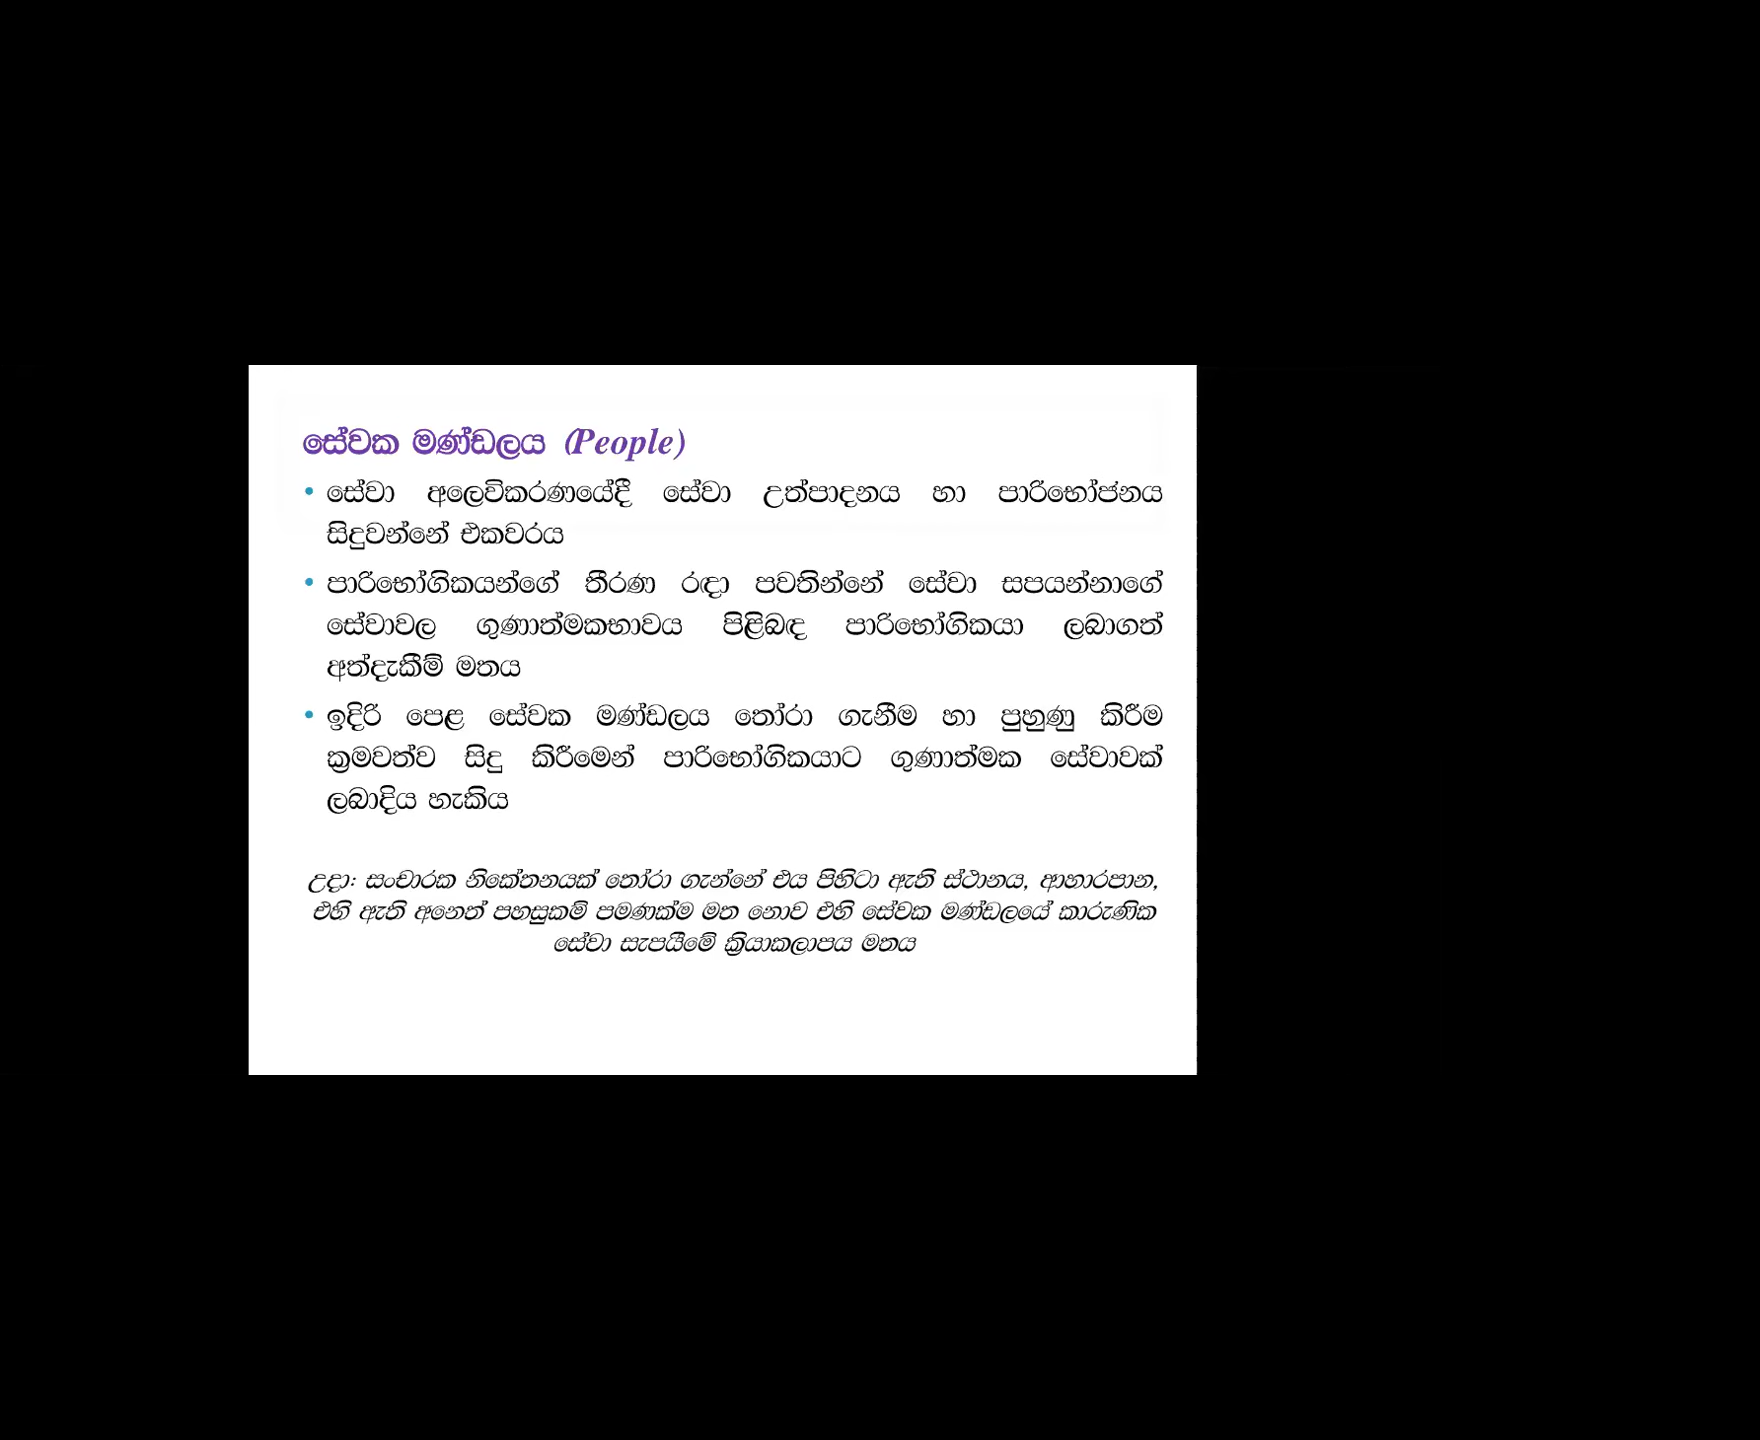 සේවක මණ්ඩලය (People)
• සේවා අලෙවිකරණයේදී සේවා උත්පාදනය හා පාරිභෝජනය
සිදුවන්නේ එකවරය
• පාරිභෝගිකයන්ගේ තීරණ රඳා පවතින්නේ සේවා සපයන්නාගේ
සේවාවල ගුණාත්මකභාවය පිළිබඳ පාරිභෝගිකයා ලබාගත්
අත්දැකීම් මතය
• ඉදිරි පෙළ සේවක මණ්ඩලය තෝරා ගැනීම හා පුහුණු කිරීම
ක්‍රමවත්ව සිදු කිරීමෙන් පාරිභෝගිකයාට ගුණාත්මක සේවාවක්
ලබාදිය හැකිය
උදා: සංචාරක නිකේතනයක් තෝරා ගැන්නේ එය පිහිටා ඇති ස්ථානය, ආහාරපාන,
එහි ඇති අනෙත් පහසුකම් පමණක්ම මත නොව එහි සේවක මණ්ඩලයේ කාරුණික
සේවා සැපයීමේ ක්‍රියාකලාපය මතය